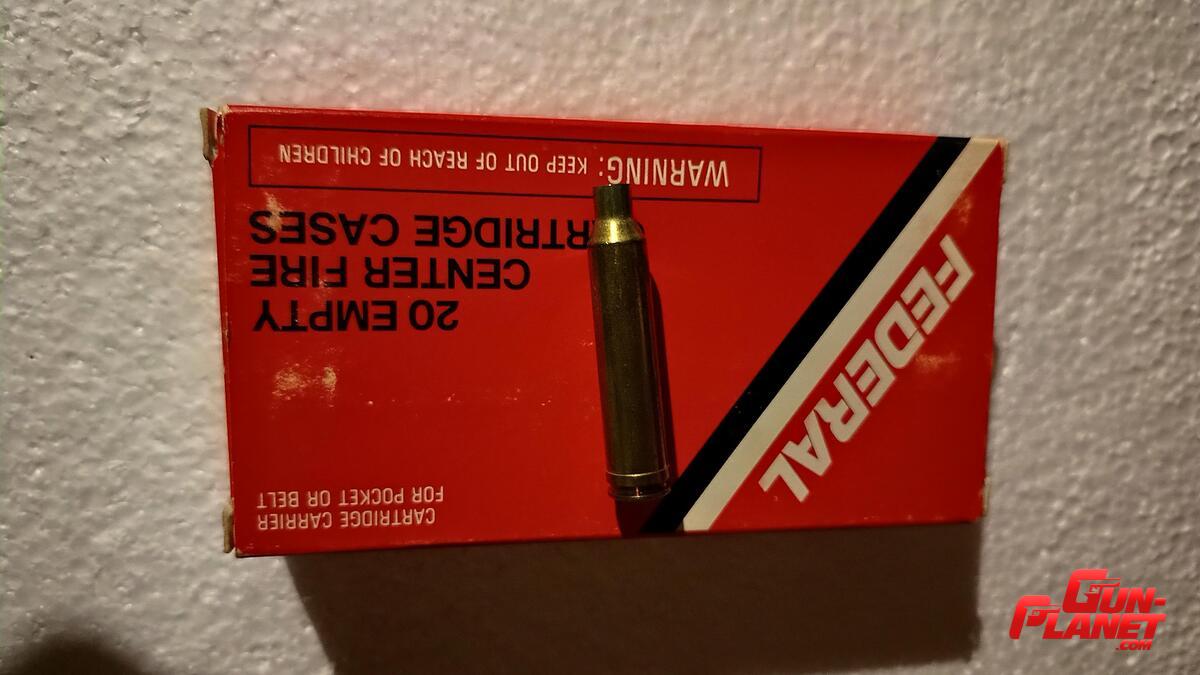 FEDERAL
20 EMPTY
CENTER FIRE
RTRIDGE CASES
CARTRIDGE CARRIER
FOR POCKET OR BELT
WARNING: KEEP OUT OF REACH OF CHILDREN
GUN-
PLANET
.COM